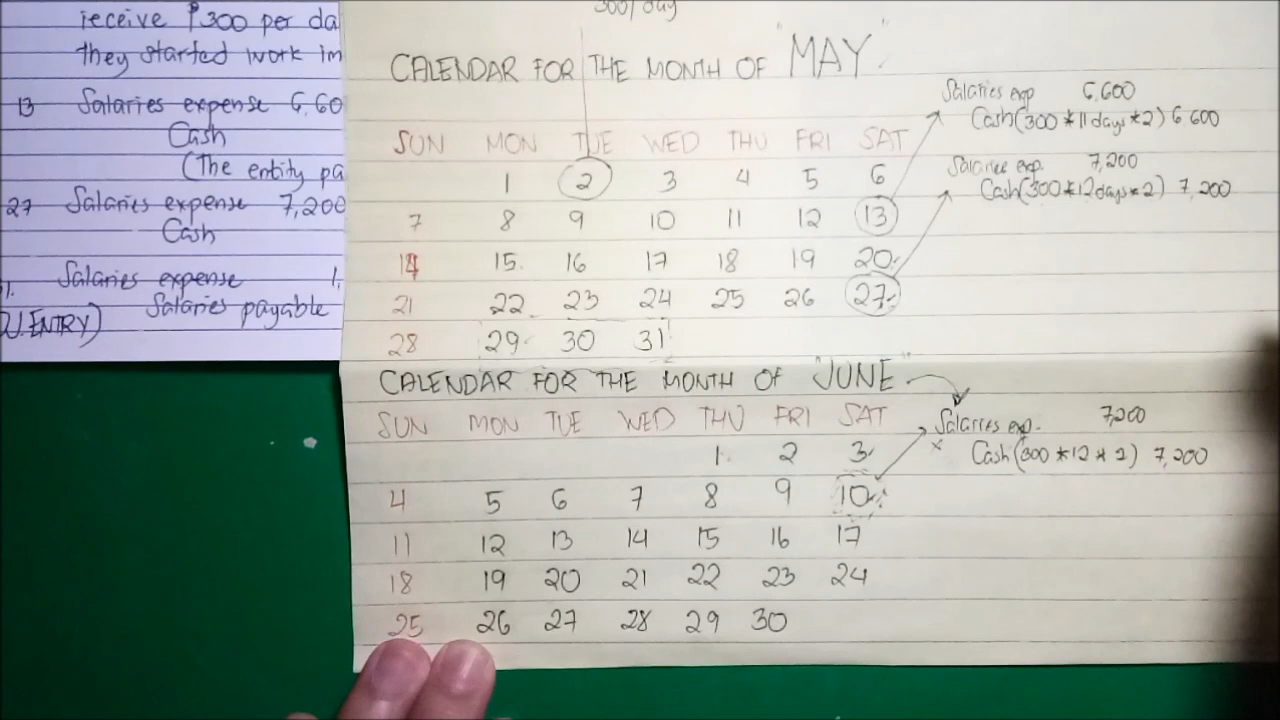 receive ₱300 per da
they started work im
13 Salaries expense 6,60
Cash
(The entity pa
27 Salaries expense 7,200
Cash
1. Salaries expense 1,
Salaries payable
J. ENTRY)
300/day
CALENDAR FOR THE MONTH OF "MAY"
SUN MON TUE WED THU FRI SAT
1 2 3 4 5 6
7 8 9 10 11 12 13
14 15 16 17 18 19 20
21 22 23 24 25 26 27
28 29 30 31
Salaries exp 6,600
Cash(300*11days*2) 6 600
Salaries exp. 7,200
Cash(300*12days*2) 7,200
CALENDAR FOR THE MONTH OF "JUNE"
SUN MON TUE WED THU FRI SAT
1 2 3
4 5 6 7 8 9 10
11 12 13 14 15 16 17
18 19 20 21 22 23 24
25 26 27 28 29 30
Salaries exp. 7,200
× Cash(300*12*2) 7,200